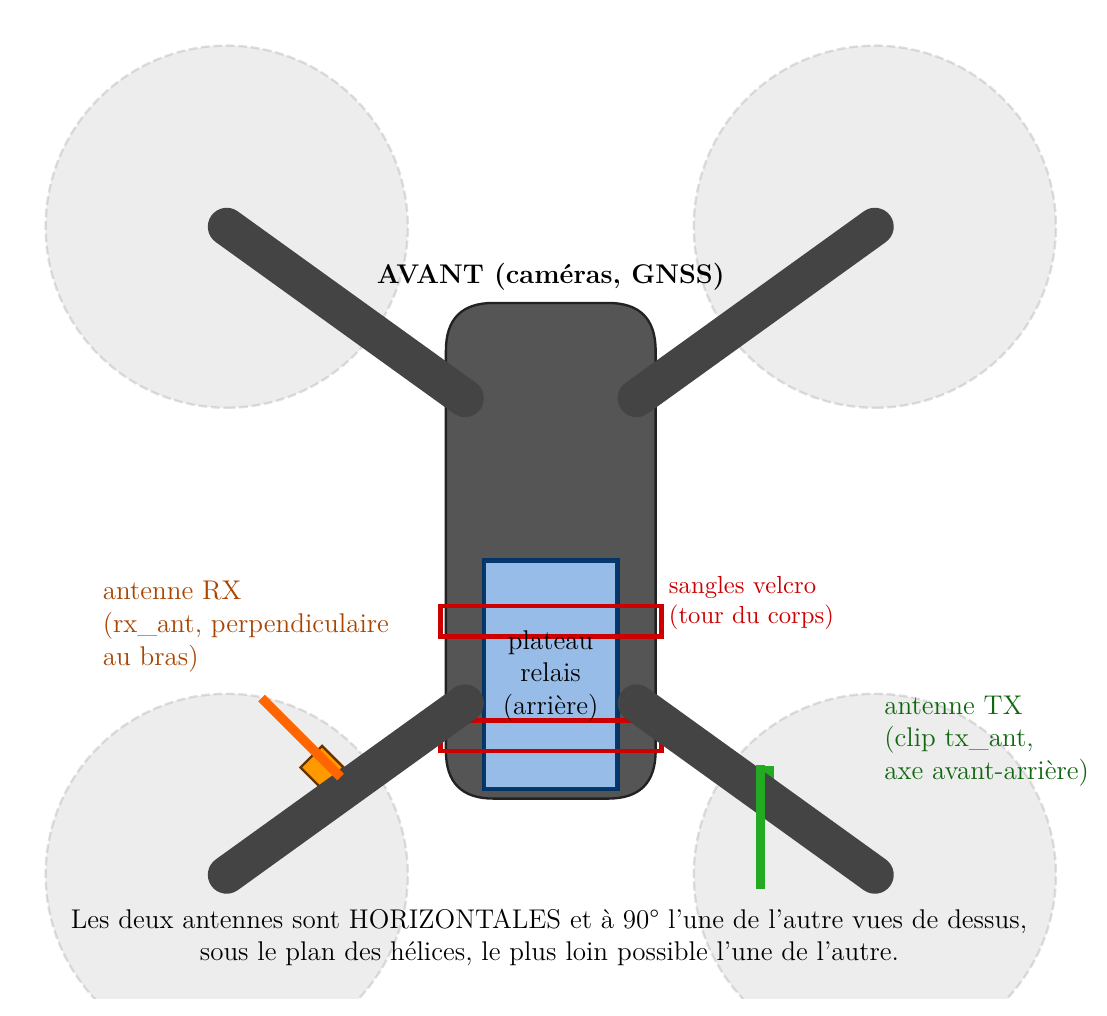 AVANT (caméras, GNSS)
antenne RX
(rx_ant, perpendiculaire
au bras)
sangles velcro
(tour du corps)
plateau
relais
(arrière)
antenne TX
(clip tx_ant,
axe avant-arrière)
Les deux antennes sont HORIZONTALES et à 90° l'une de l'autre vues de dessus,
sous le plan des hélices, le plus loin possible l'une de l'autre.